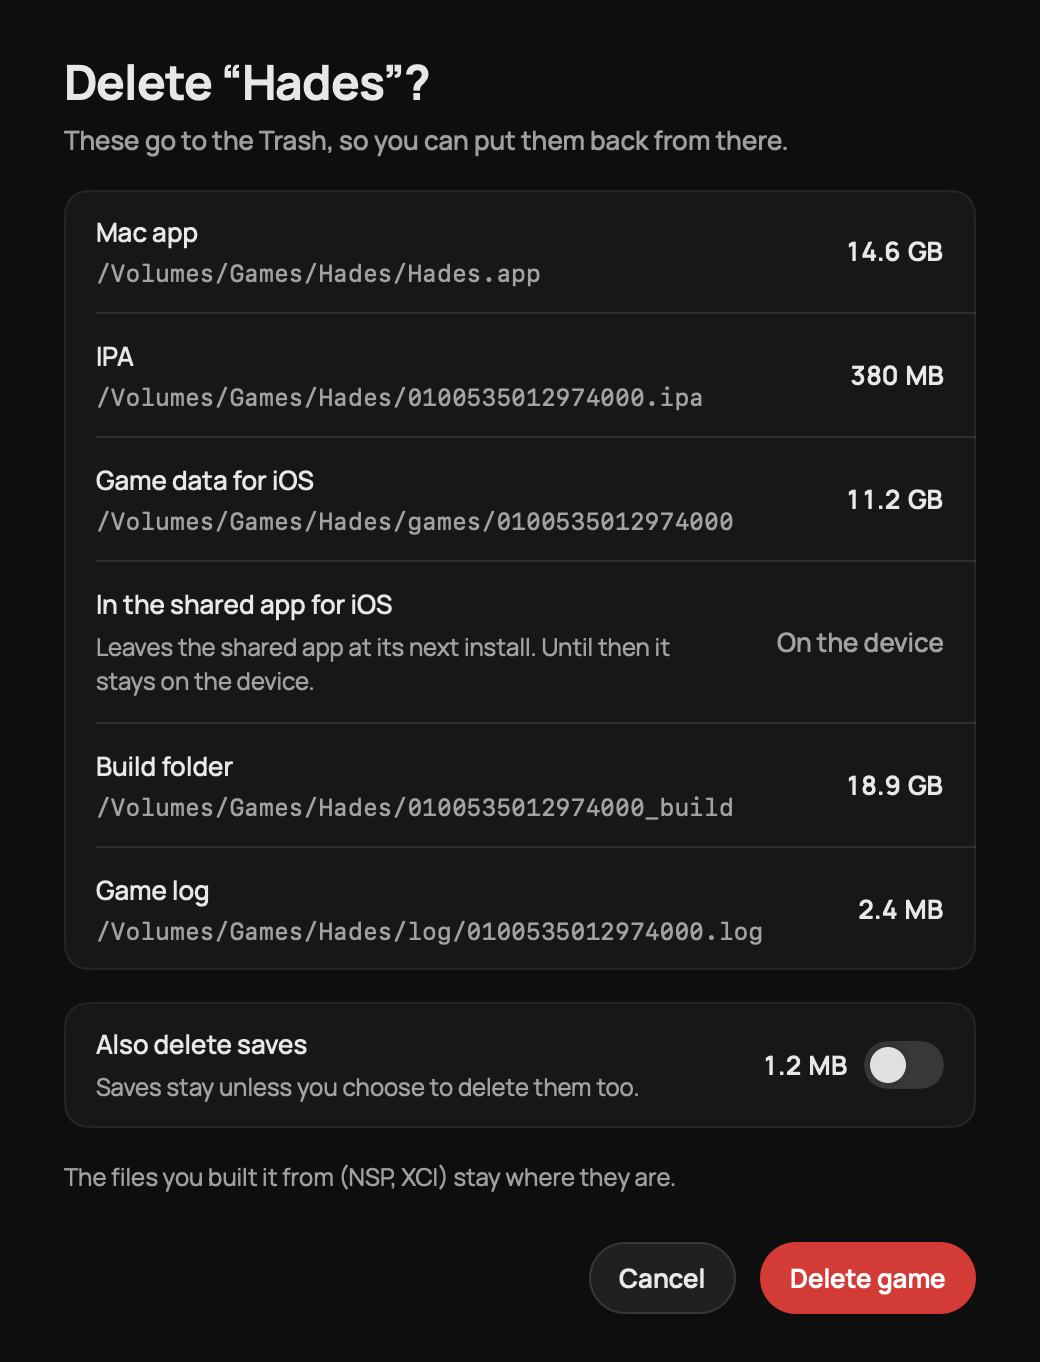 Delete “Hades”?
These go to the Trash, so you can put them back from there.
Mac app
/Volumes/Games/Hades/Hades.app
14.6 GB
IPA
/Volumes/Games/Hades/0100535012974000.ipa
380 MB
Game data for iOS
/Volumes/Games/Hades/games/0100535012974000
11.2 GB
In the shared app for iOS
Leaves the shared app at its next install. Until then it
stays on the device.
On the device
Build folder
/Volumes/Games/Hades/0100535012974000_build
18.9 GB
Game log
/Volumes/Games/Hades/log/0100535012974000.log
2.4 MB
Also delete saves
Saves stay unless you choose to delete them too.
1.2 MB
The files you built it from (NSP, XCI) stay where they are.
Cancel
Delete game